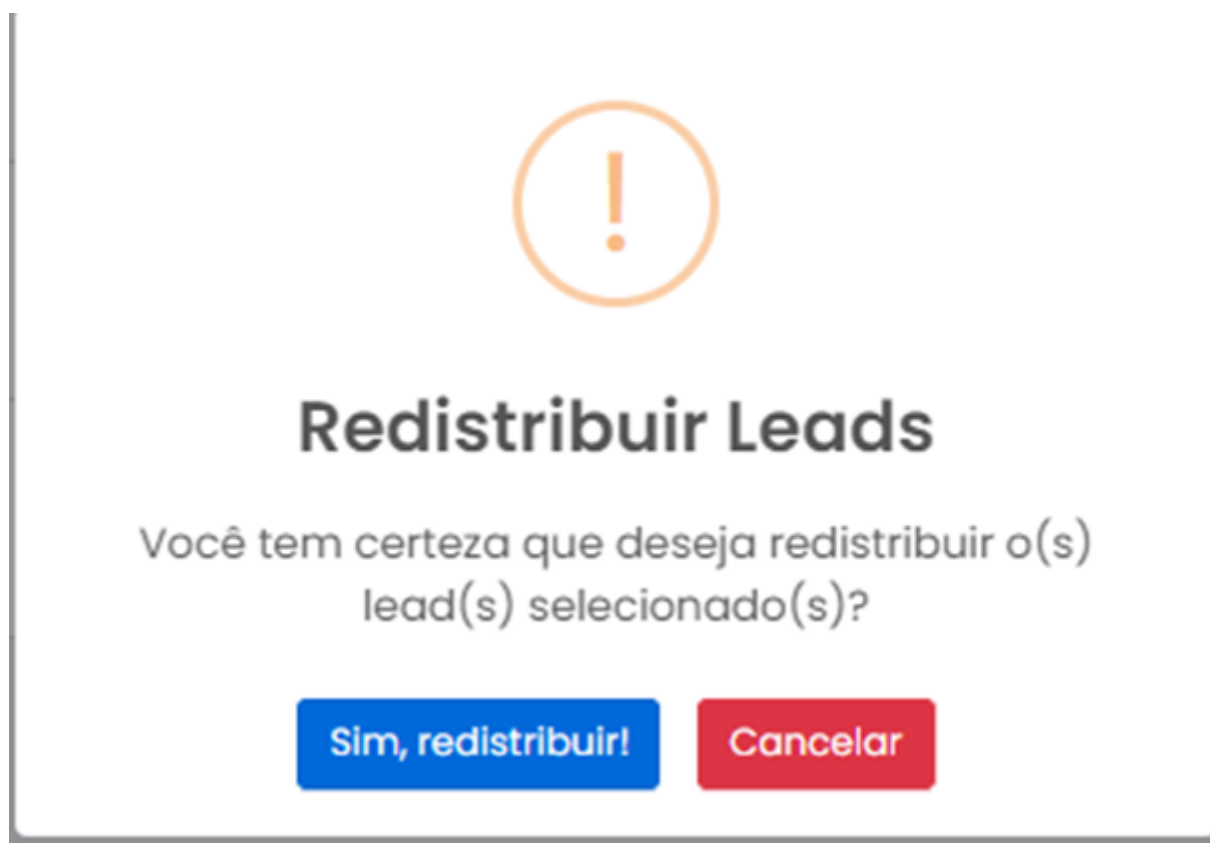 !
Redistribuir Leads
Você tem certeza que deseja redistribuir o(s)
lead(s) selecionado(s)?
Sim, redistribuir! Cancelar